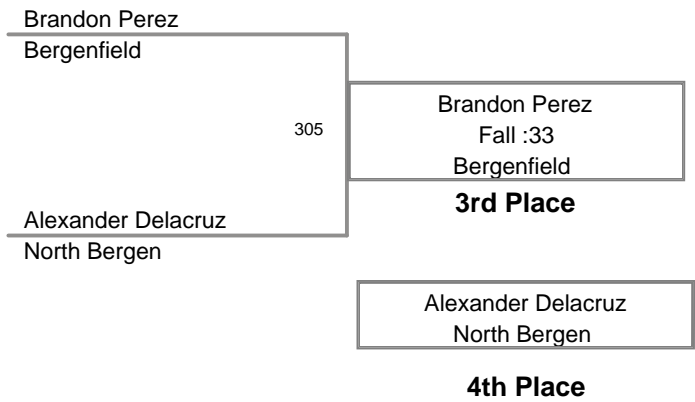 Brandon Perez
Bergenfield
305
Brandon Perez
Fall :33
Bergenfield
3rd Place
Alexander Delacruz
North Bergen
Alexander Delacruz
North Bergen
4th Place